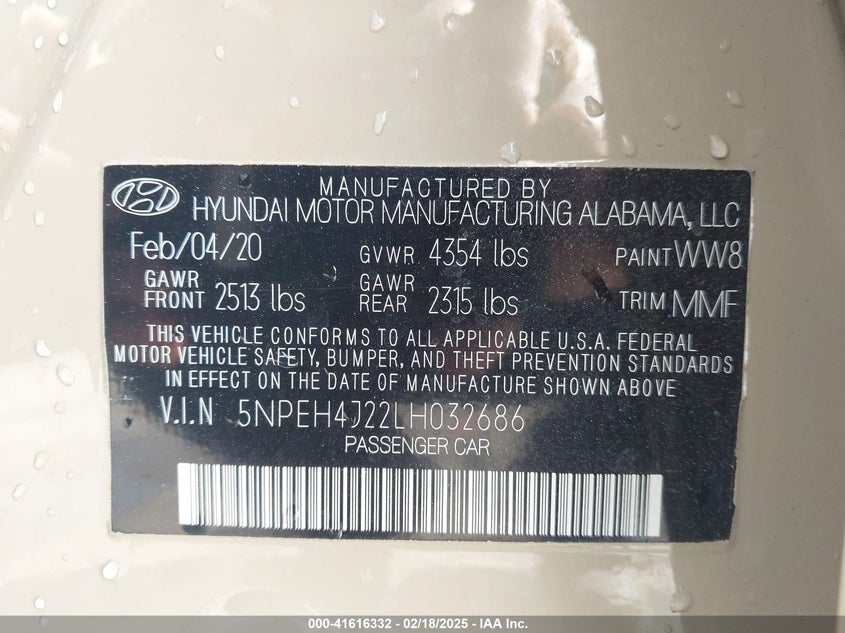 MANUFACTURED BY
HYUNDAI MOTOR MANUFACTURING ALABAMA, LLC
Feb/04/20 GVWR 4354 lbs PAINT WW8
GAWR FRONT 2513 lbs GAWR REAR 2315 lbs TRIM MMF
THIS VEHICLE CONFORMS TO ALL APPLICABLE U.S.A. FEDERAL
MOTOR VEHICLE SAFETY, BUMPER, AND THEFT PREVENTION STANDARDS
IN EFFECT ON THE DATE OF MANUFACTURE SHOWN ABOVE
V.I.N 5NPEH4J22LH032686
PASSENGER CAR
000-41616332 - 02/18/2025 - IAA Inc.